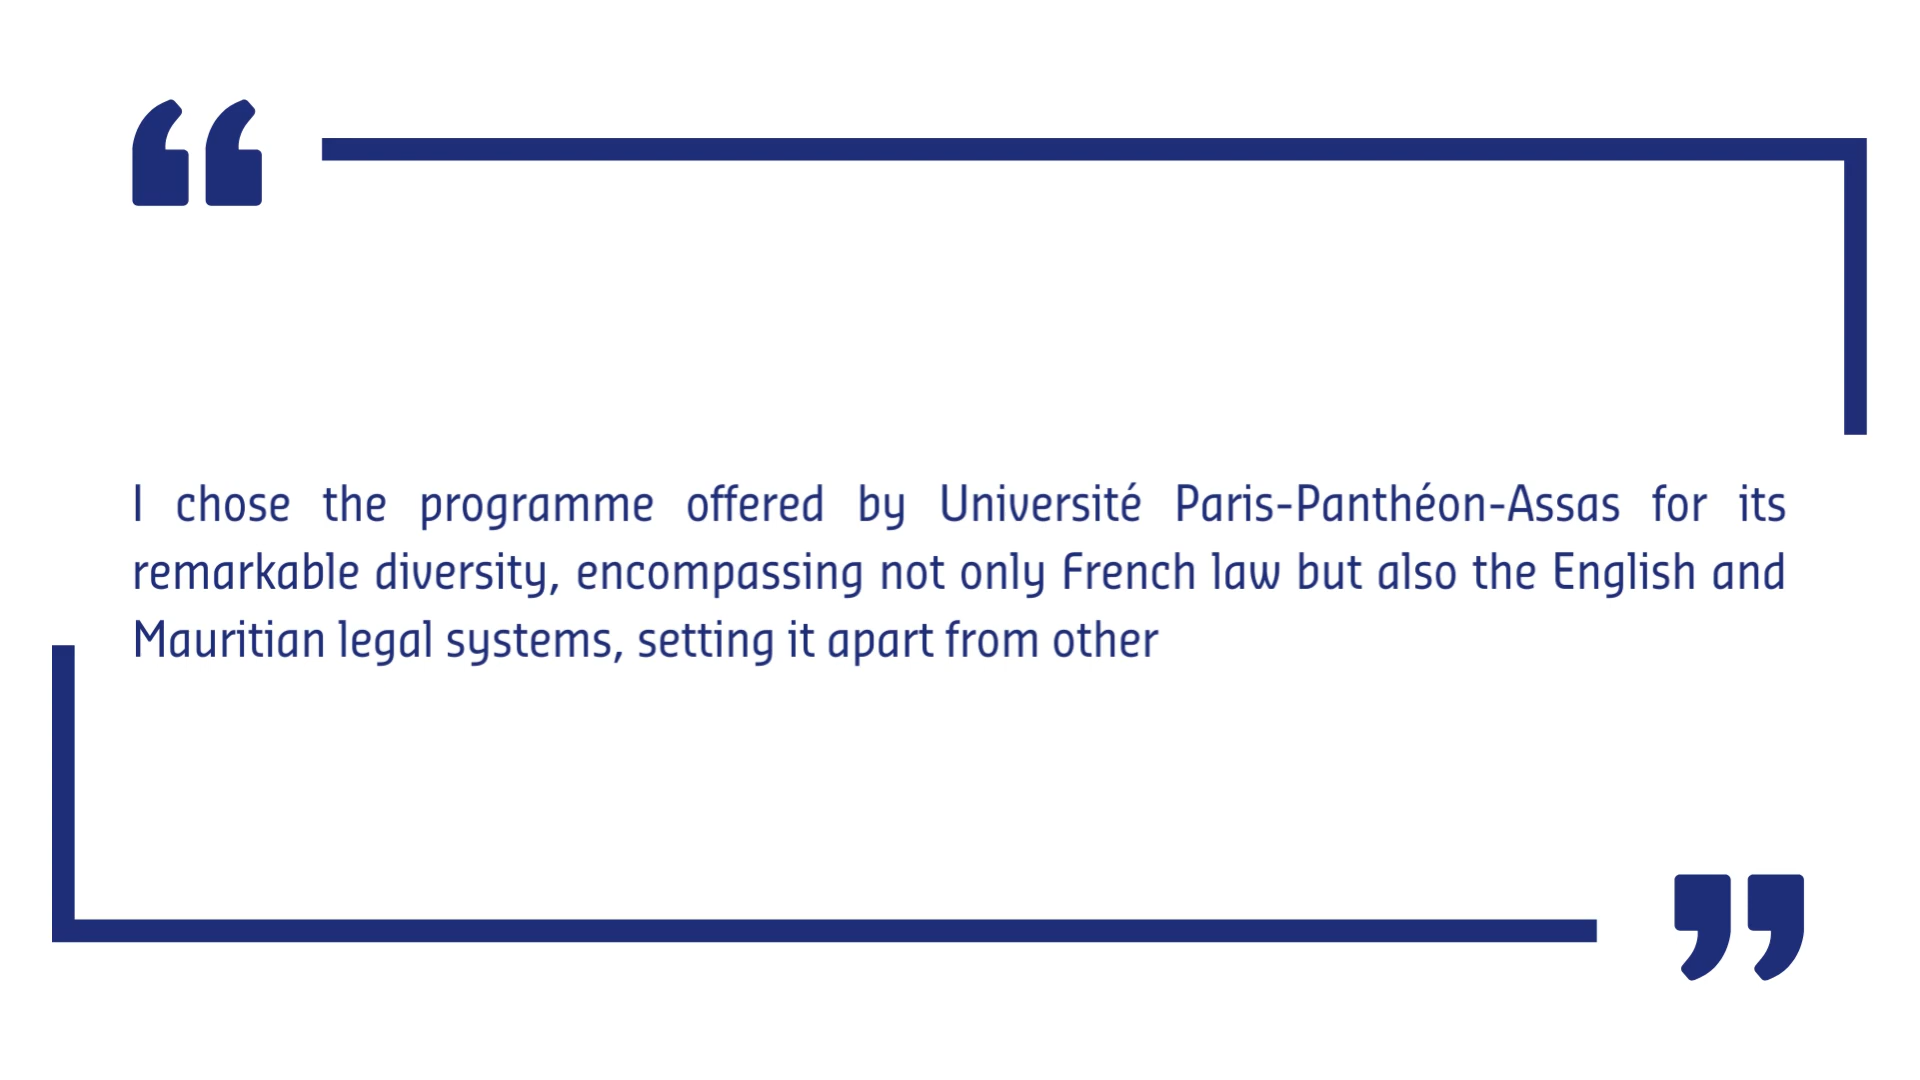 I chose the programme offered by Université Paris-Panthéon-Assas for its
remarkable diversity, encompassing not only French law but also the English and
Mauritian legal systems, setting it apart from other